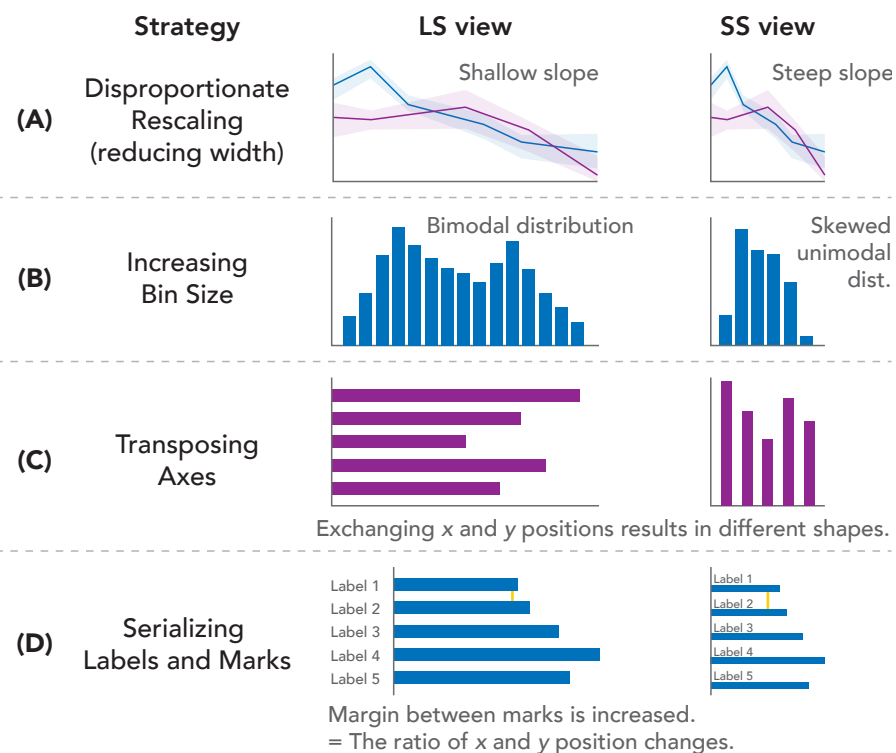 Strategy LS view SS view
(A) Disproportionate Rescaling (reducing width) Shallow slope Steep slope
(B) Increasing Bin Size Bimodal distribution Skewed unimodal dist.
(C) Transposing Axes
Exchanging x and y positions results in different shapes.
(D) Serializing Labels and Marks
Label 1
Label 2
Label 3
Label 4
Label 5
Label 1
Label 2
Label 3
Label 4
Label 5
Margin between marks is increased.
= The ratio of x and y position changes.